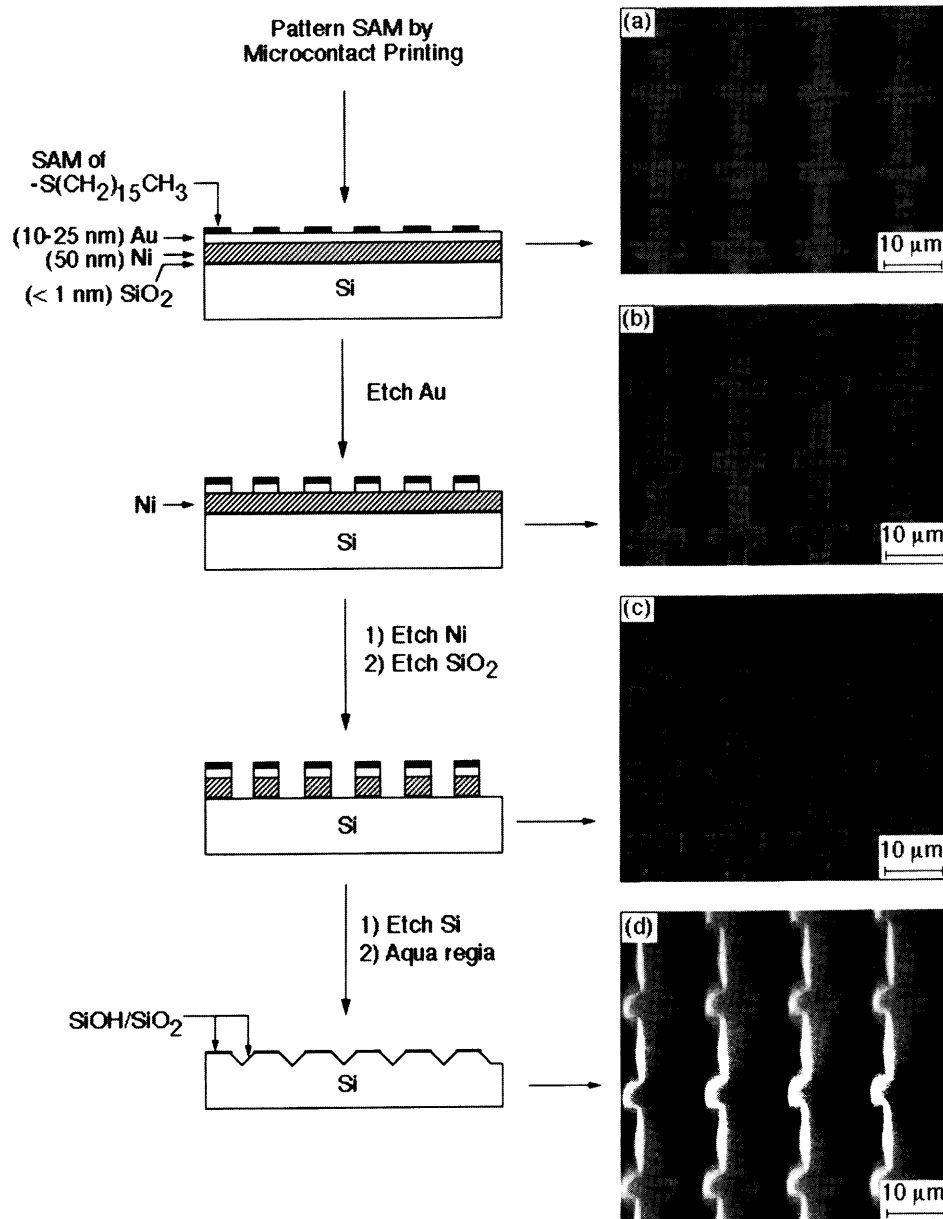 Pattern SAM by
Microcontact Printing
SAM of
-S(CH2)15CH3
(10-25 nm) Au
(50 nm) Ni
(< 1 nm) SiO2
Si
(a)
10 μm
Etch Au
Ni
Si
(b)
10 μm
1) Etch Ni
2) Etch SiO2
Si
(c)
10 μm
1) Etch Si
2) Aqua regia
SiOH/SiO2
Si
(d)
10 μm